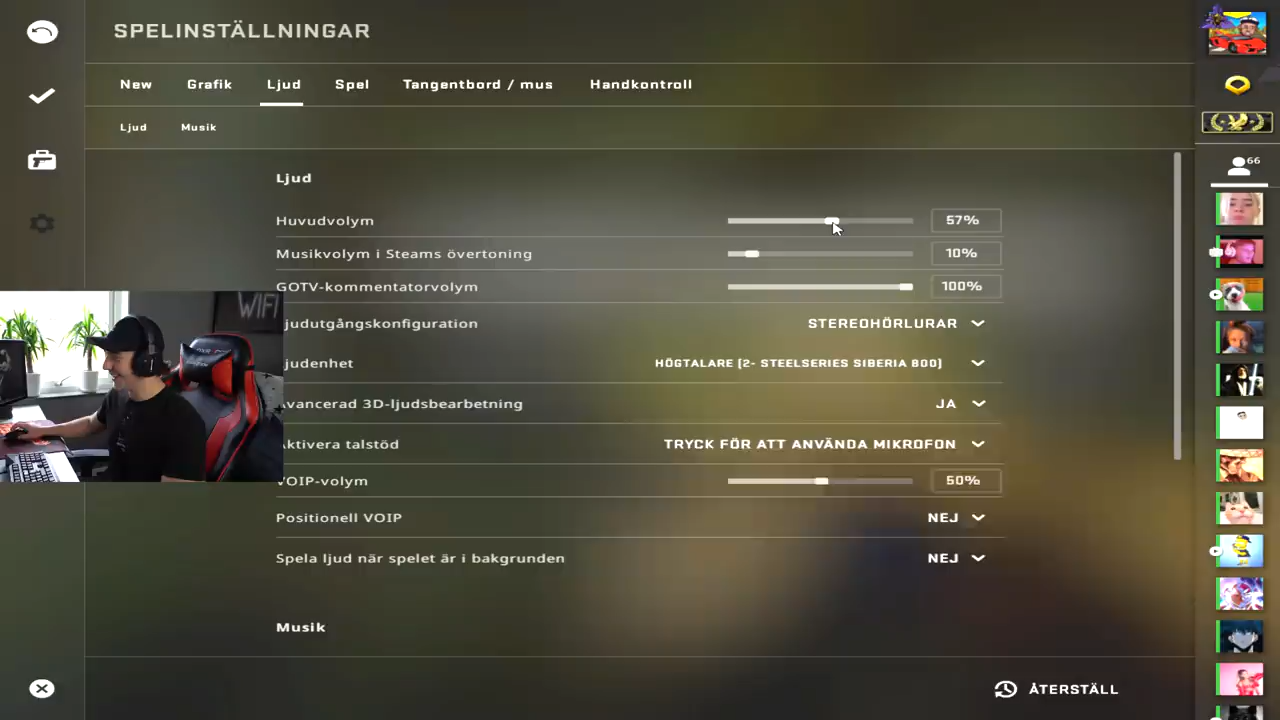 SPELINSTÄLLNINGAR
New Grafik Ljud Spel Tangentbord / mus Handkontroll
Ljud Musik
66
Ljud
Huvudvolym 57%
Musikvolym i Steams övertoning 10%
GOTV-kommentatorvolym 100%
WIFI
judutgångskonfiguration STEREOHÖRLURAR
judenhet HÖGTALARE (2- STEELSERIES SIBERIA 800)
vancerad 3D-ljudsbearbetning JA
ktivera talstöd TRYCK FÖR ATT ANVÄNDA MIKROFON
VOIP-volym 50%
Positionell VOIP NEJ
Spela ljud när spelet är i bakgrunden NEJ
Musik
ÅTERSTÄLL